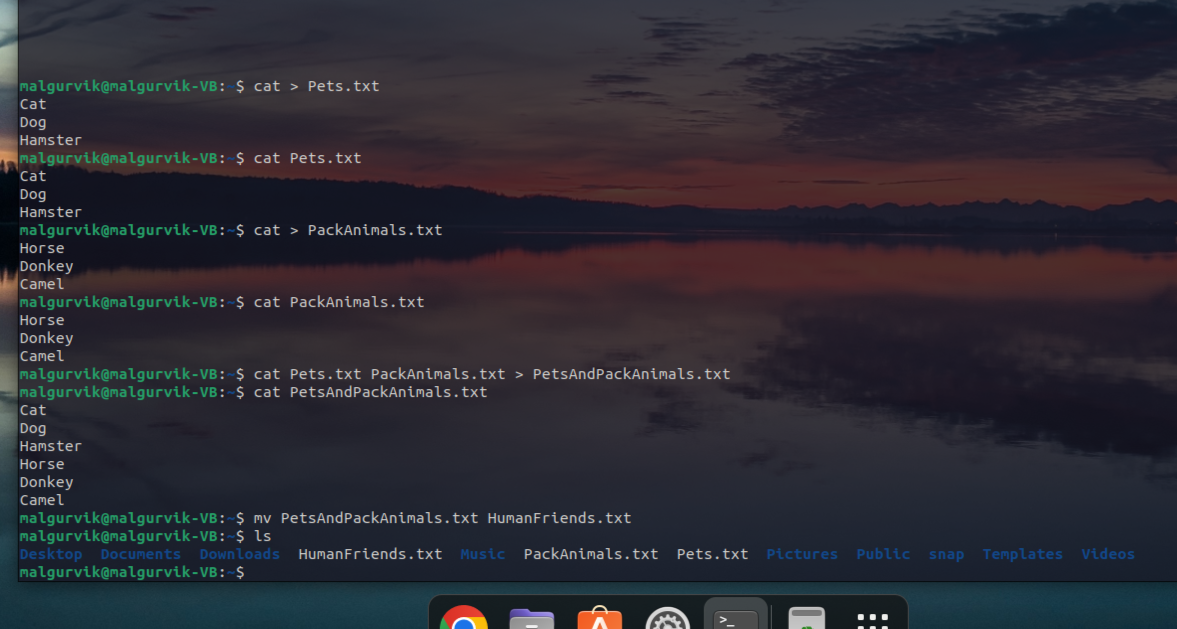 malgurvik@malgurvik-VB:~$ cat > Pets.txt
Cat
Dog
Hamster
malgurvik@malgurvik-VB:~$ cat Pets.txt
Cat
Dog
Hamster
malgurvik@malgurvik-VB:~$ cat > PackAnimals.txt
Horse
Donkey
Camel
malgurvik@malgurvik-VB:~$ cat PackAnimals.txt
Horse
Donkey
Camel
malgurvik@malgurvik-VB:~$ cat Pets.txt PackAnimals.txt > PetsAndPackAnimals.txt
malgurvik@malgurvik-VB:~$ cat PetsAndPackAnimals.txt
Cat
Dog
Hamster
Horse
Donkey
Camel
malgurvik@malgurvik-VB:~$ mv PetsAndPackAnimals.txt HumanFriends.txt
malgurvik@malgurvik-VB:~$ ls
Desktop Documents Downloads HumanFriends.txt Music PackAnimals.txt Pets.txt Pictures Public snap Templates Videos
malgurvik@malgurvik-VB:~$
>_